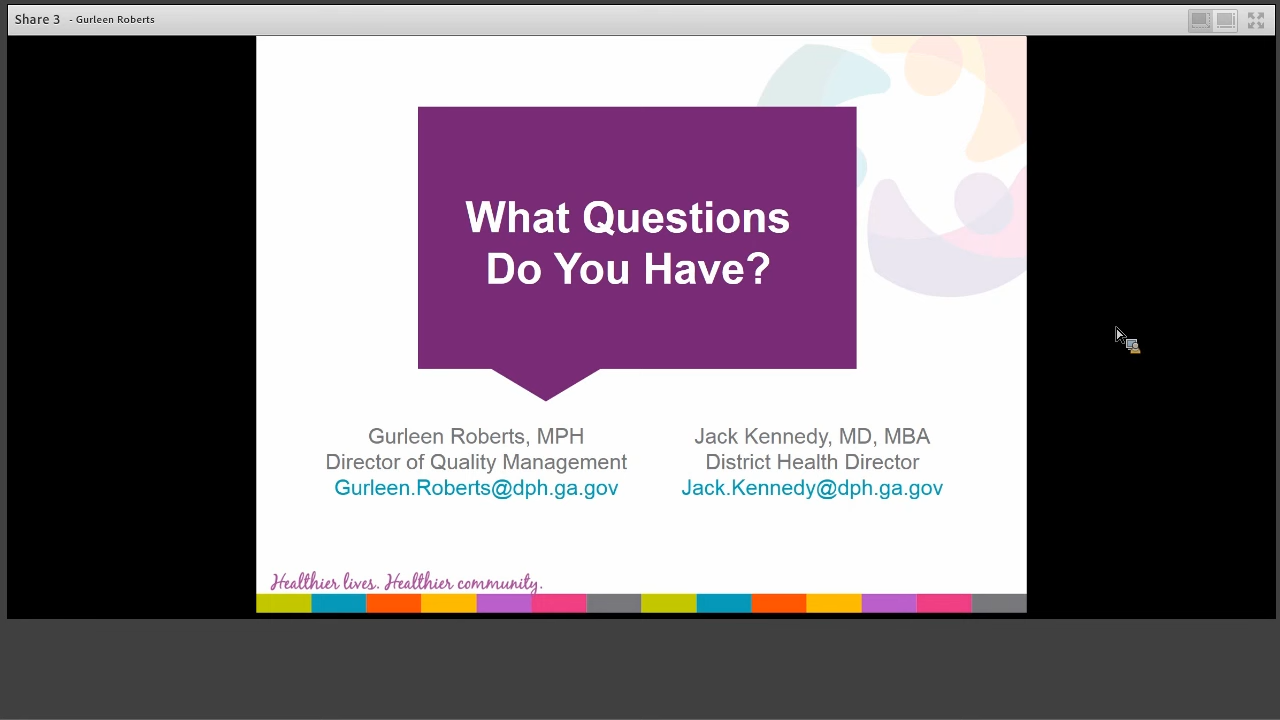 Share 3 - Gurleen Roberts
What Questions
Do You Have?
Gurleen Roberts, MPH
Director of Quality Management
Gurleen.Roberts@dph.ga.gov
Jack Kennedy, MD, MBA
District Health Director
Jack.Kennedy@dph.ga.gov
Healthier lives. Healthier community.